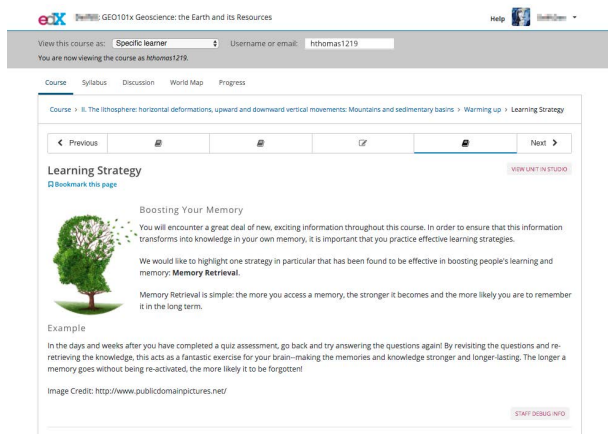 edX
GEO101x Geoscience: the Earth and its Resources
Help
View this course as:
Specific learner
Username or email:
hthomas1219
You are now viewing the course as hthomas1219.
Course
Syllabus
Discussion
World Map
Progress
Course > II. The lithosphere: horizontal deformations, upward and downward vertical movements: Mountains and sedimentary basins > Warming up > Learning Strategy
Previous
Next
Learning Strategy
VIEW UNIT IN STUDIO
Bookmark this page
Boosting Your Memory
You will encounter a great deal of new, exciting information throughout this course. In order to ensure that this information
transforms into knowledge in your own memory, it is important that you practice effective learning strategies.
We would like to highlight one strategy in particular that has been found to be effective in boosting people's learning and
memory: Memory Retrieval.
Memory Retrieval is simple: the more you access a memory, the stronger it becomes and the more likely you are to remember
it in the long term.
Example
In the days and weeks after you have completed a quiz assessment, go back and try answering the questions again! By revisiting the questions and re-
retrieving the knowledge, this acts as a fantastic exercise for your brain--making the memories and knowledge stronger and longer-lasting. The longer a
memory goes without being re-activated, the more likely it to be forgotten!
Image Credit: http://www.publicdomainpictures.net/
STAFF DEBUG INFO